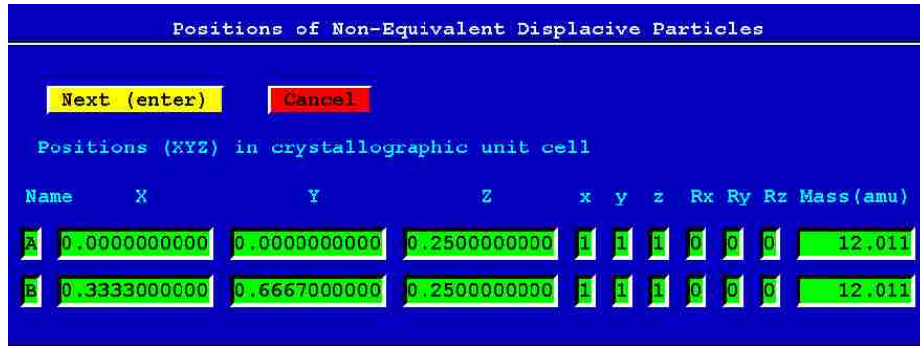 Positions of Non-Equivalent Displacive Particles
Next (enter) Cancel
Positions (XYZ) in crystallographic unit cell
Name X Y Z x y z Rx Ry Rz Mass(amu)
A 0.0000000000 0.0000000000 0.2500000000 1 1 1 0 0 0 12.011
B 0.3333000000 0.6667000000 0.2500000000 1 1 1 0 0 0 12.011